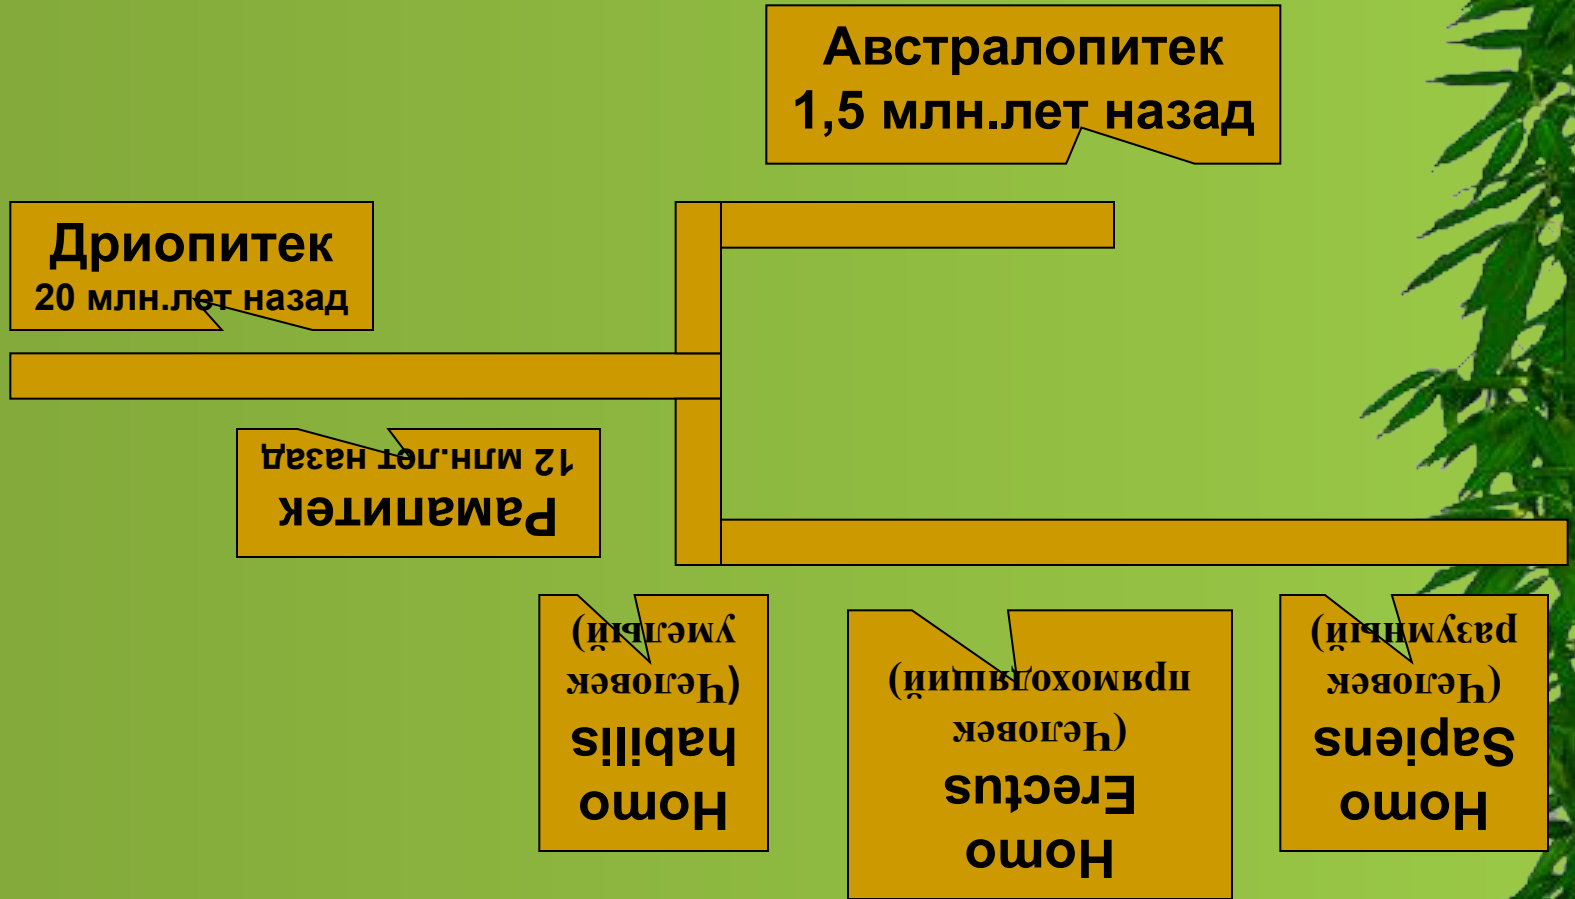 Австралопитек
1,5 млн.лет назад
Дриопитек
20 млн.лет назад
Рамапитек
12 млн.лет назад
Homo
habilis
(Человек
умелый)
Homo
Erectus
(Человек
прямоходящий)
Homo
Sapiens
(Человек
разумный)